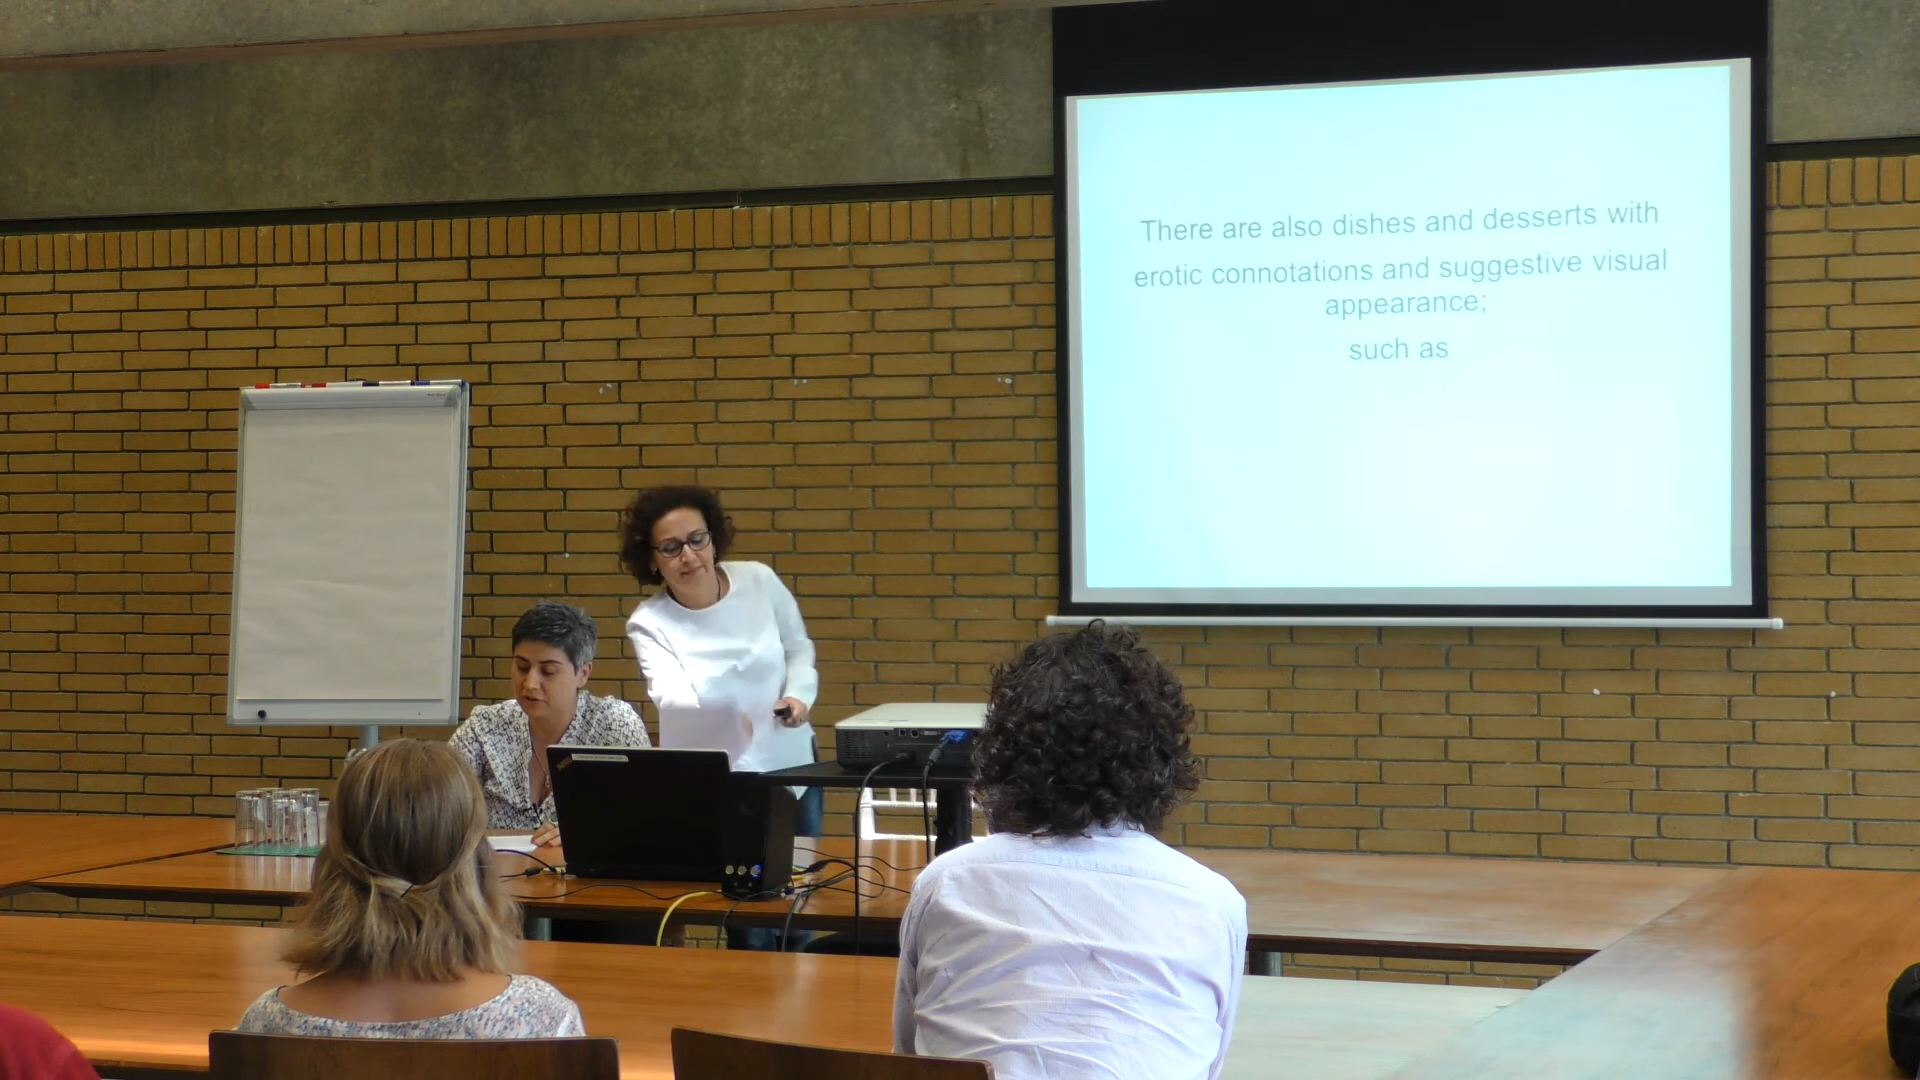 There are also dishes and desserts with
erotic connotations and suggestive visual
appearance;
such as